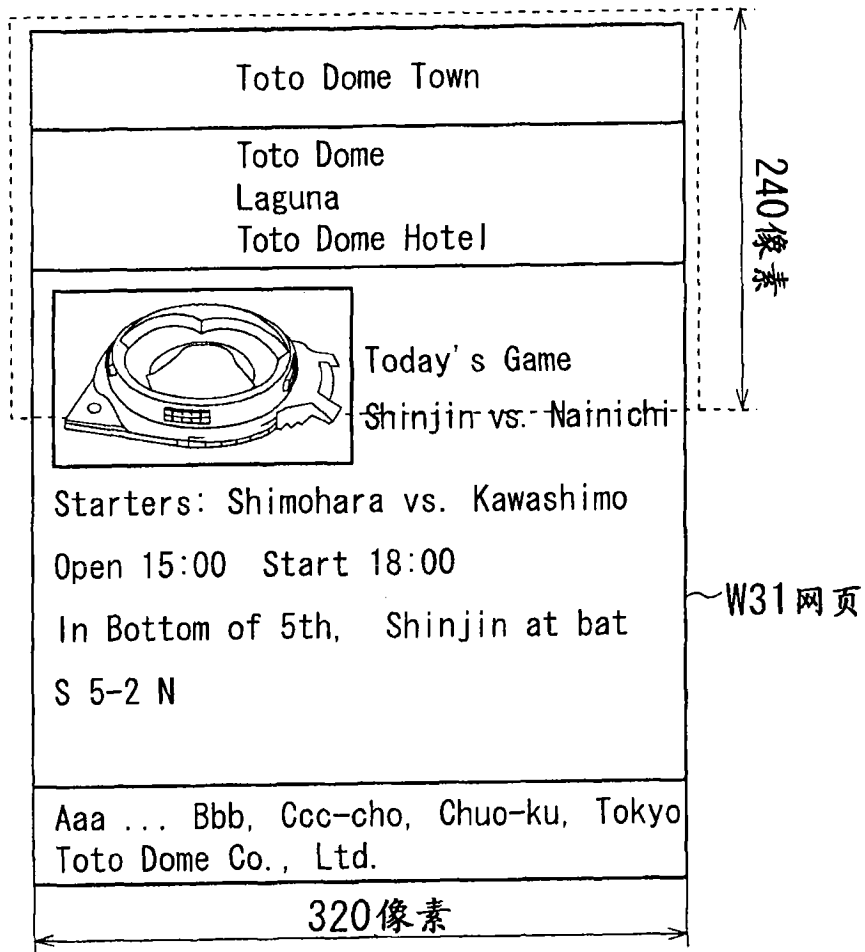 Toto Dome Town
Toto Dome
Laguna
Toto Dome Hotel
240像素
Today's Game
Shinjin vs. Nainichi
Starters: Shimohara vs. Kawashimo
Open 15:00 Start 18:00
In Bottom of 5th, Shinjin at bat
S 5-2 N
W31网页
Aaa ... Bbb, Ccc-cho, Chuo-ku, Tokyo
Toto Dome Co., Ltd.
320像素